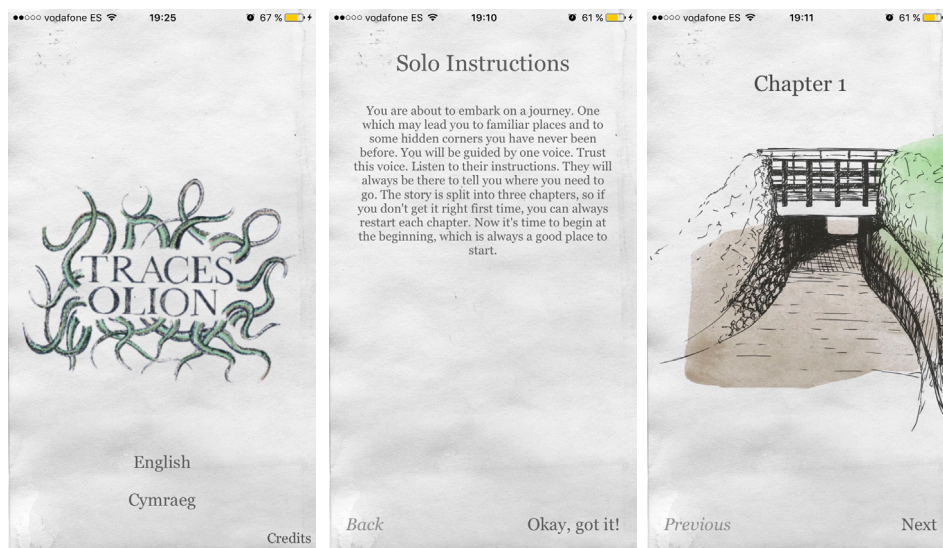 vodafone ES 19:25 67 %
TRACES
OLION
English
Cymraeg
Credits
vodafone ES 19:10 61 %
Solo Instructions
You are about to embark on a journey. One
which may lead you to familiar places and to
some hidden corners you have never been
before. You will be guided by one voice. Trust
this voice. Listen to their instructions. They will
always be there to tell you where you need to
go. The story is split into three chapters, so if
you don't get it right first time, you can always
restart each chapter. Now it's time to begin at
the beginning, which is always a good place to
start.
Back
Okay, got it!
vodafone ES 19:11 61 %
Chapter 1
Previous
Next